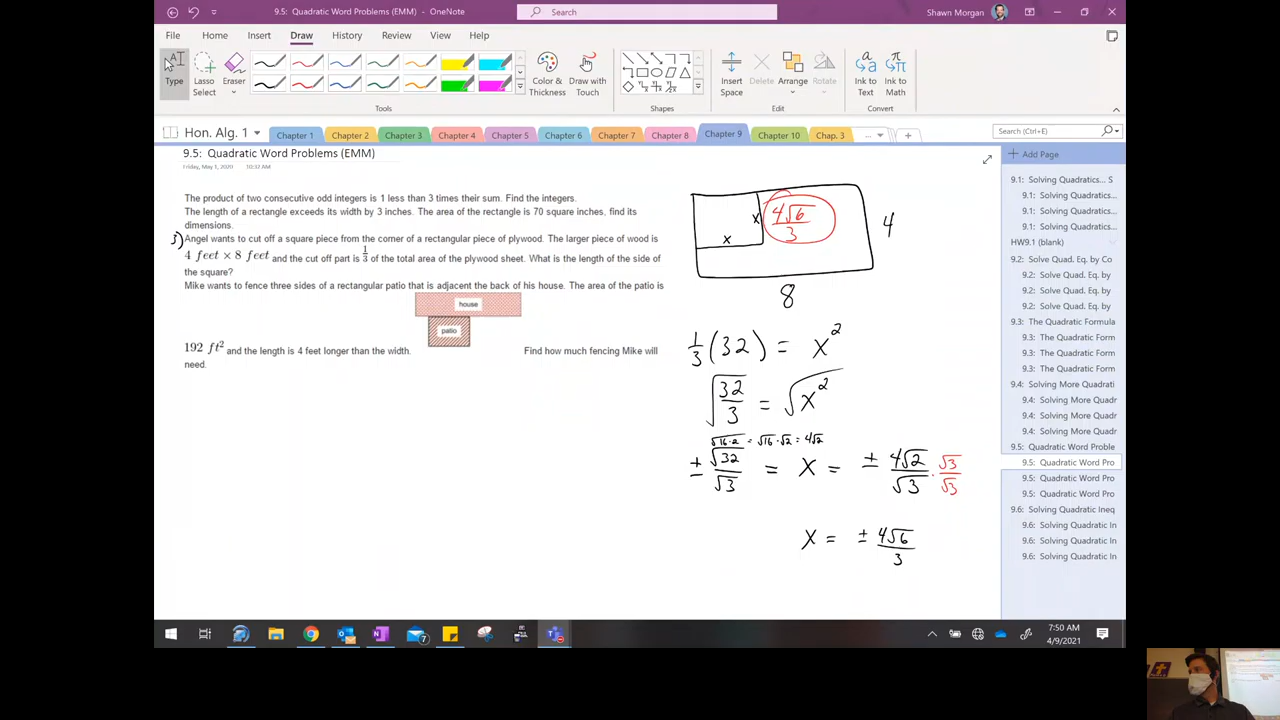 9.5: Quadratic Word Problems (EMM) - OneNote
Search
Shawn Morgan
File Home Insert Draw History Review View Help
Type
Lasso Select
Eraser
Color & Thickness
Draw with Touch
Insert Space
Delete
Arrange
Rotate
Ink to Text
Ink to Math
Tools
Shapes
Edit
Convert
Hon. Alg. 1
Chapter 1 Chapter 2 Chapter 3 Chapter 4 Chapter 5 Chapter 6 Chapter 7 Chapter 8 Chapter 9 Chapter 10 Chap. 3 ...
Search (Ctrl+E)
9.5: Quadratic Word Problems (EMM)
Friday, May 1, 2020 10:32 AM
The product of two consecutive odd integers is 1 less than 3 times their sum. Find the integers.
The length of a rectangle exceeds its width by 3 inches. The area of the rectangle is 70 square inches, find its
dimensions.
3) Angel wants to cut off a square piece from the corner of a rectangular piece of plywood. The larger piece of wood is
4 feet × 8 feet and the cut off part is 1/3 of the total area of the plywood sheet. What is the length of the side
of the square?
Mike wants to fence three sides of a rectangular patio that is adjacent the back of his house. The area of the patio is
house
patio
192 ft² and the length is 4 feet longer than the width. Find how much fencing Mike will
need.
x
x
4√6/3
4
8
1/3 (32) = x²
√32/3 = √x²
√16·2 = √16 · √2 = 4√2
± √32/√3 = x = ± 4√2/√3 · √3/√3
x = ± 4√6/3
Add Page
9.1: Solving Quadratics... S
9.1: Solving Quadratics...
9.1: Solving Quadratics...
9.1: Solving Quadratics...
HW9.1 (blank)
9.2: Solve Quad. Eq. by Co
9.2: Solve Quad. Eq. by
9.2: Solve Quad. Eq. by
9.2: Solve Quad. Eq. by
9.3: The Quadratic Formula
9.3: The Quadratic Form
9.3: The Quadratic Form
9.3: The Quadratic Form
9.4: Solving More Quadrati
9.4: Solving More Quadr
9.4: Solving More Quadr
9.4: Solving More Quadr
9.5: Quadratic Word Proble
9.5: Quadratic Word Pro
9.5: Quadratic Word Pro
9.5: Quadratic Word Pro
9.6: Solving Quadratic Ineq
9.6: Solving Quadratic In
9.6: Solving Quadratic In
9.6: Solving Quadratic In
7:50 AM
4/9/2021